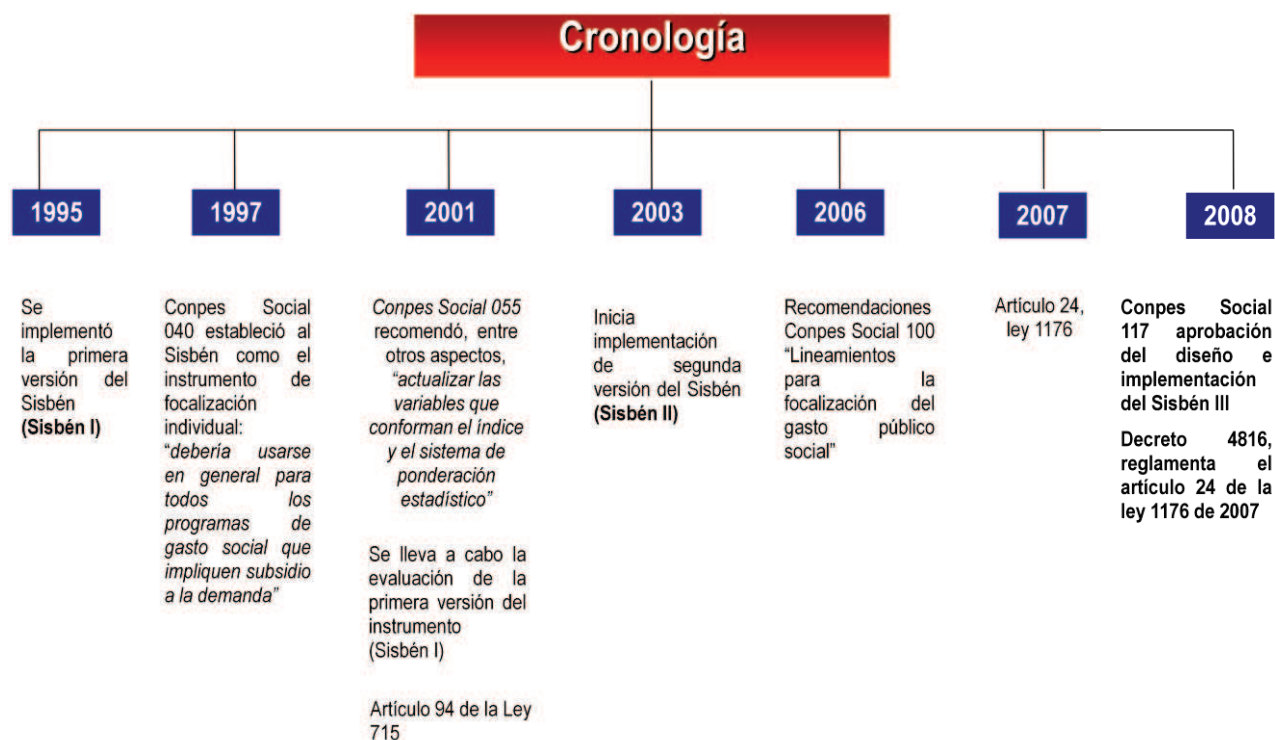 Cronología
1995
1997
2001
2003
2006
2007
2008
Se
implementó
la primera
versión del
Sisbén
(Sisbén I)
Conpes Social
040 estableció al
Sisbén como el
instrumento de
focalización
individual:
“debería usarse
en general para
todos los
programas de
gasto social que
impliquen subsidio
a la demanda”
Conpes Social 055
recomendó, entre
otros aspectos,
“actualizar las
variables que
conforman el índice
y el sistema de
ponderación
estadístico”
Se lleva a cabo la
evaluación de la
primera versión del
instrumento
(Sisbén I)
Artículo 94 de la Ley
715
Inicia
implementación
de segunda
versión del Sisbén
(Sisbén II)
Recomendaciones
Conpes Social 100
“Lineamientos
para la
focalización del
gasto público
social”
Artículo 24,
ley 1176
Conpes Social
117 aprobación
del diseño e
implementación
del Sisbén III
Decreto 4816,
reglamenta el
artículo 24 de la
ley 1176 de 2007